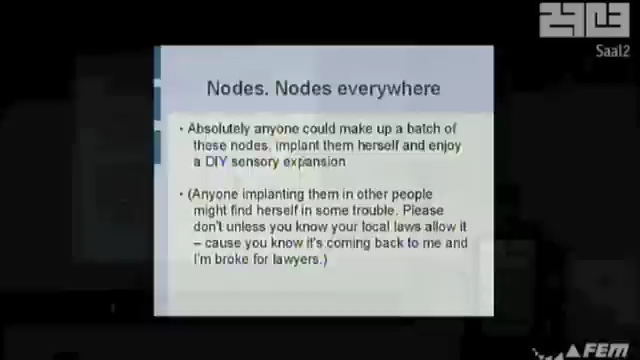 29C3
Saal2
Nodes. Nodes everywhere
• Absolutely anyone could make up a batch of
these nodes, implant them herself and enjoy
a DIY sensory expansion
• (Anyone implanting them in other people
might find herself in some trouble. Please
don't unless you know your local laws allow it
– cause you know it's coming back to me and
I'm broke for lawyers.)
FEM